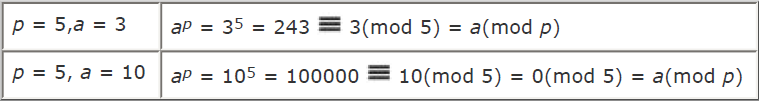 p = 5,a = 3 aᵖ = 3⁵ = 243 ≡ 3(mod 5) = a(mod p)
p = 5, a = 10 aᵖ = 10⁵ = 100000 ≡ 10(mod 5) = 0(mod 5) = a(mod p)